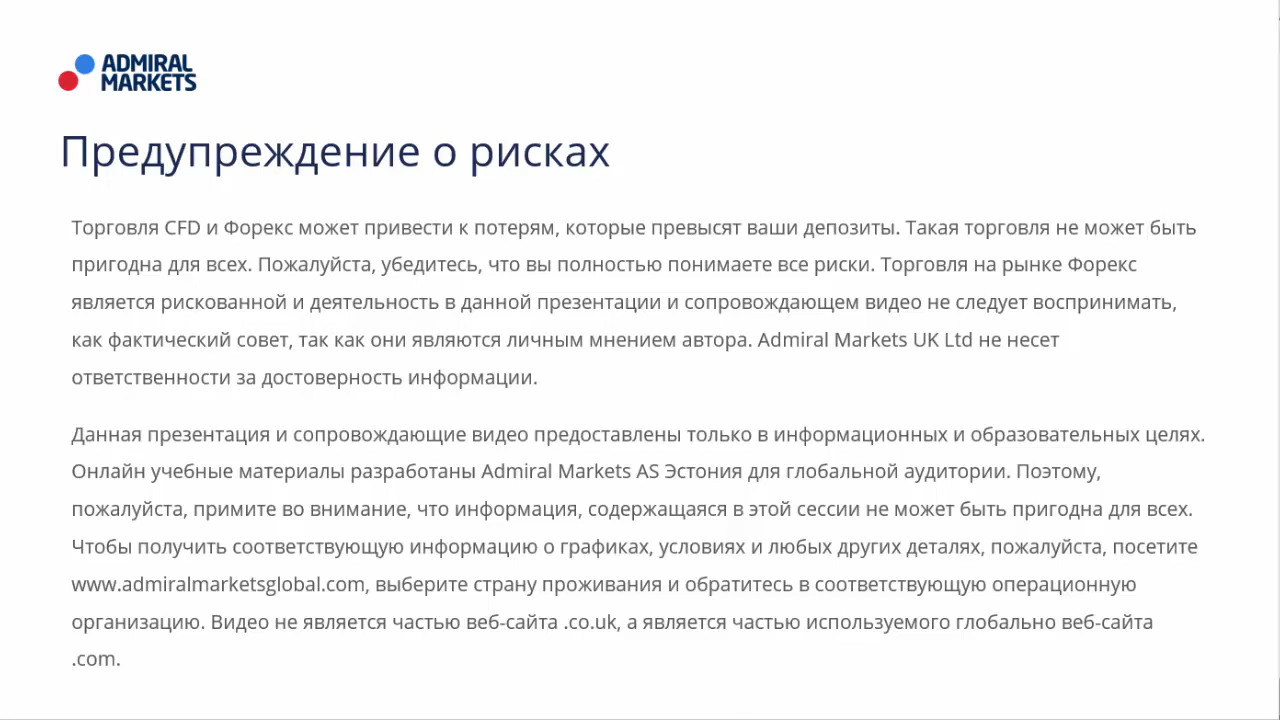 ADMIRAL
MARKETS
Предупреждение о рисках
Торговля CFD и Форекс может привести к потерям, которые превысят ваши депозиты. Такая торговля не может быть
пригодна для всех. Пожалуйста, убедитесь, что вы полностью понимаете все риски. Торговля на рынке Форекс
является рискованной и деятельность в данной презентации и сопровождающем видео не следует воспринимать,
как фактический совет, так как они являются личным мнением автора. Admiral Markets UK Ltd не несет
ответственности за достоверность информации.
Данная презентация и сопровождающие видео предоставлены только в информационных и образовательных целях.
Онлайн учебные материалы разработаны Admiral Markets AS Эстония для глобальной аудитории. Поэтому,
пожалуйста, примите во внимание, что информация, содержащаяся в этой сессии не может быть пригодна для всех.
Чтобы получить соответствующую информацию о графиках, условиях и любых других деталях, пожалуйста, посетите
www.admiralmarketsglobal.com, выберите страну проживания и обратитесь в соответствующую операционную
организацию. Видео не является частью веб-сайта .co.uk, а является частью используемого глобально веб-сайта
.com.